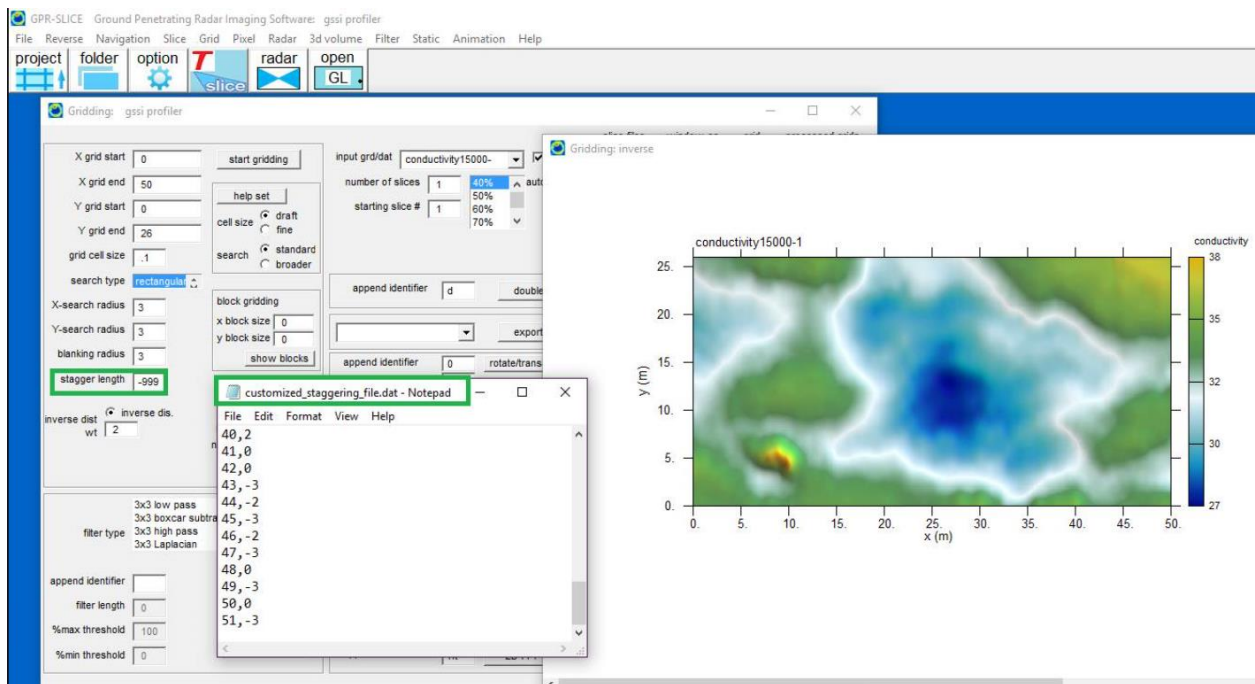 GPR-SLICE Ground Penetrating Radar Imaging Software: gssi profiler
File Reverse Navigation Slice Grid Pixel Radar 3d volume Filter Static Animation Help
project folder option T slice radar open GL
Gridding: gssi profiler
X grid start 0
X grid end 50
Y grid start 0
Y grid end 26
grid cell size .1
search type rectangular
X-search radius 3
Y-search radius 3
blanking radius 3
stagger length -999
inverse dist wt 2
inverse dis.
start gridding
help set
cell size draft
fine
search standard
broader
block gridding
x block size 0
y block size 0
show blocks
input grd/dat conductivity15000-
number of slices 1
starting slice # 1
40%
50%
60%
70%
append identifier d double
export
append identifier 0 rotate/trans
filter type
3x3 low pass
3x3 boxcar subtra
3x3 high pass
3x3 Laplacian
append identifier
filter length 0
%max threshold 100
%min threshold 0
customized_staggering_file.dat - Notepad
File Edit Format View Help
40,2
41,0
42,0
43,-3
44,-2
45,-3
46,-2
47,-3
48,0
49,-3
50,0
51,-3
Gridding: inverse
conductivity15000-1
conductivity
38
35
32
30
27
25.
20.
15.
10.
5.
0.
y (m)
0. 5. 10. 15. 20. 25. 30. 35. 40. 45. 50.
x (m)